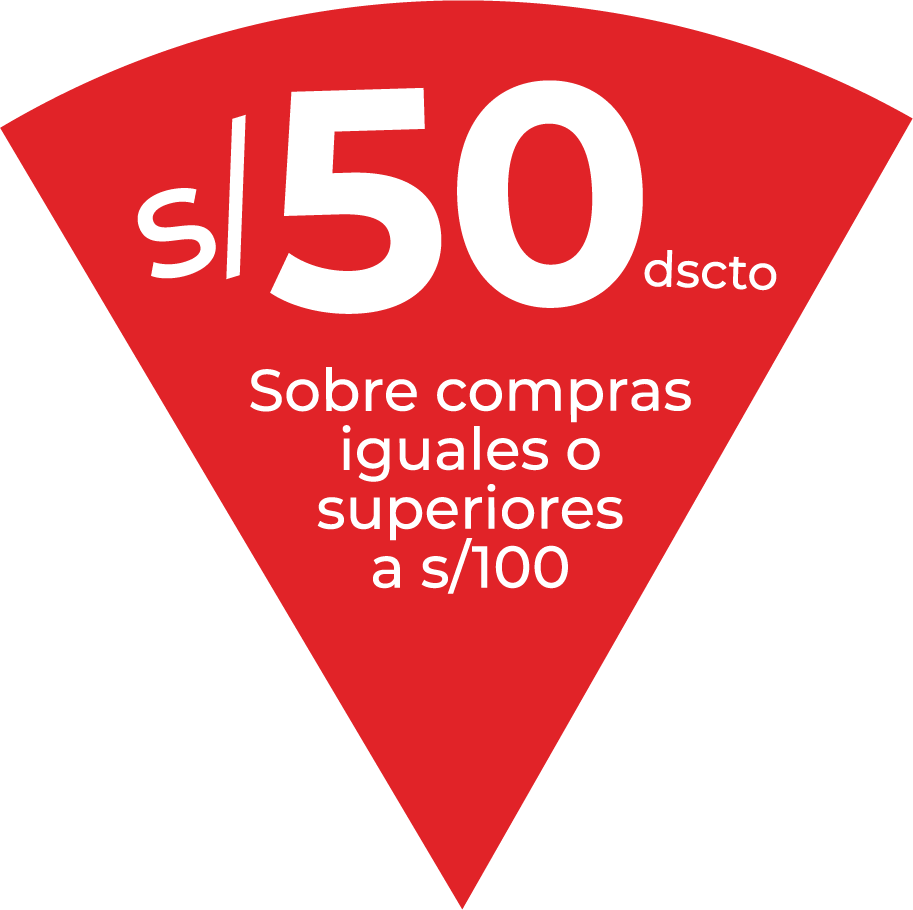 s/50 dscto
Sobre compras
iguales o
superiores
a s/100